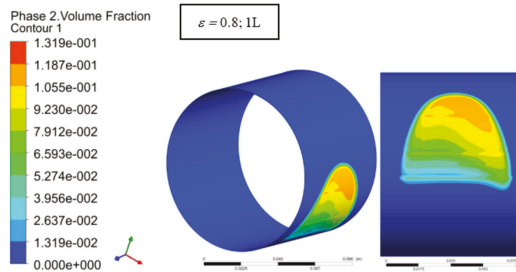 Phase 2.Volume Fraction
Contour 1
1.319e-001
1.187e-001
1.055e-001
9.230e-002
7.912e-002
6.593e-002
5.274e-002
3.956e-002
2.637e-002
1.319e-002
0.000e+000
ε = 0.8; 1L